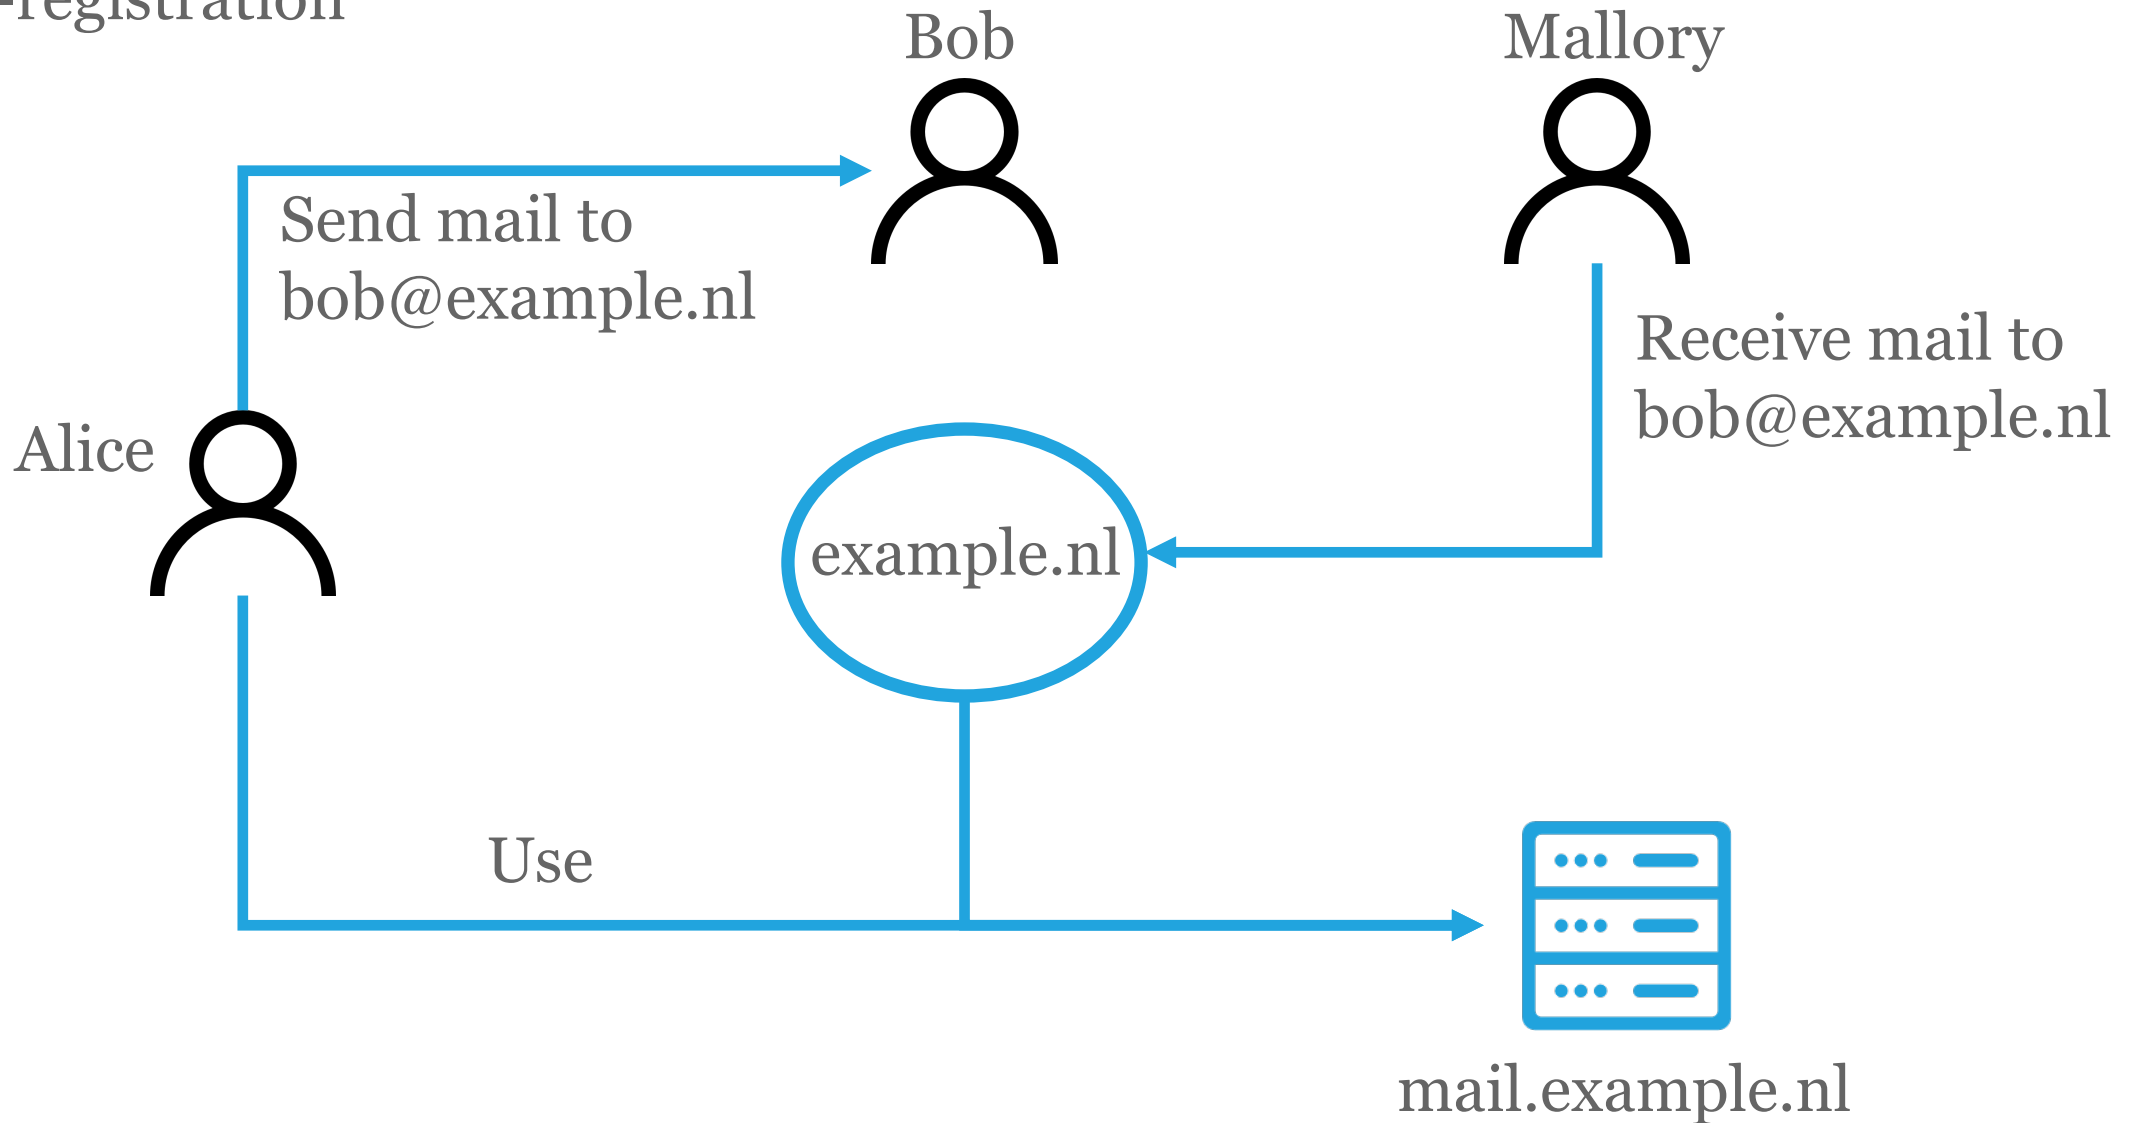 -registration
Bob
Mallory
Send mail to
bob@example.nl
Receive mail to
bob@example.nl
Alice
example.nl
Use
mail.example.nl